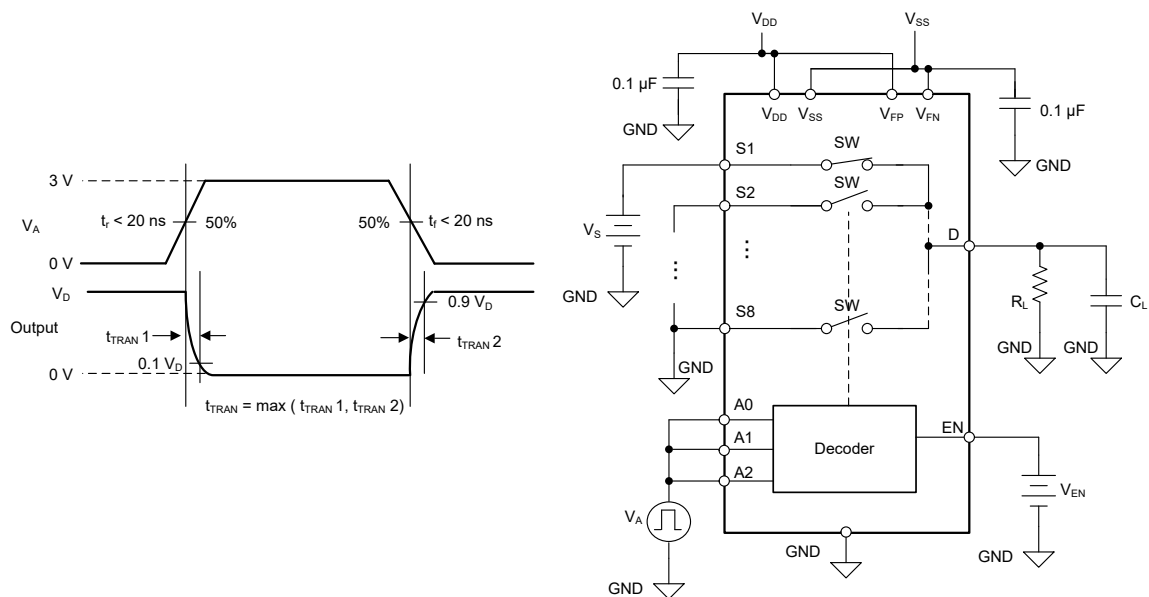 3 V
V_A
0 V
t_r < 20 ns
50%
50%
t_f < 20 ns
V_D
Output
0 V
t_TRAN 1
0.1 V_D
0.9 V_D
t_TRAN 2
t_TRAN = max ( t_TRAN 1, t_TRAN 2)
V_DD
V_SS
0.1 µF
GND
V_DD
V_SS
V_FP
V_FN
0.1 µF
GND
S1
SW
S2
SW
V_S
...
...
GND
S8
SW
GND
D
R_L
C_L
GND
GND
A0
A1
A2
Decoder
EN
V_A
GND
V_EN
GND
GND